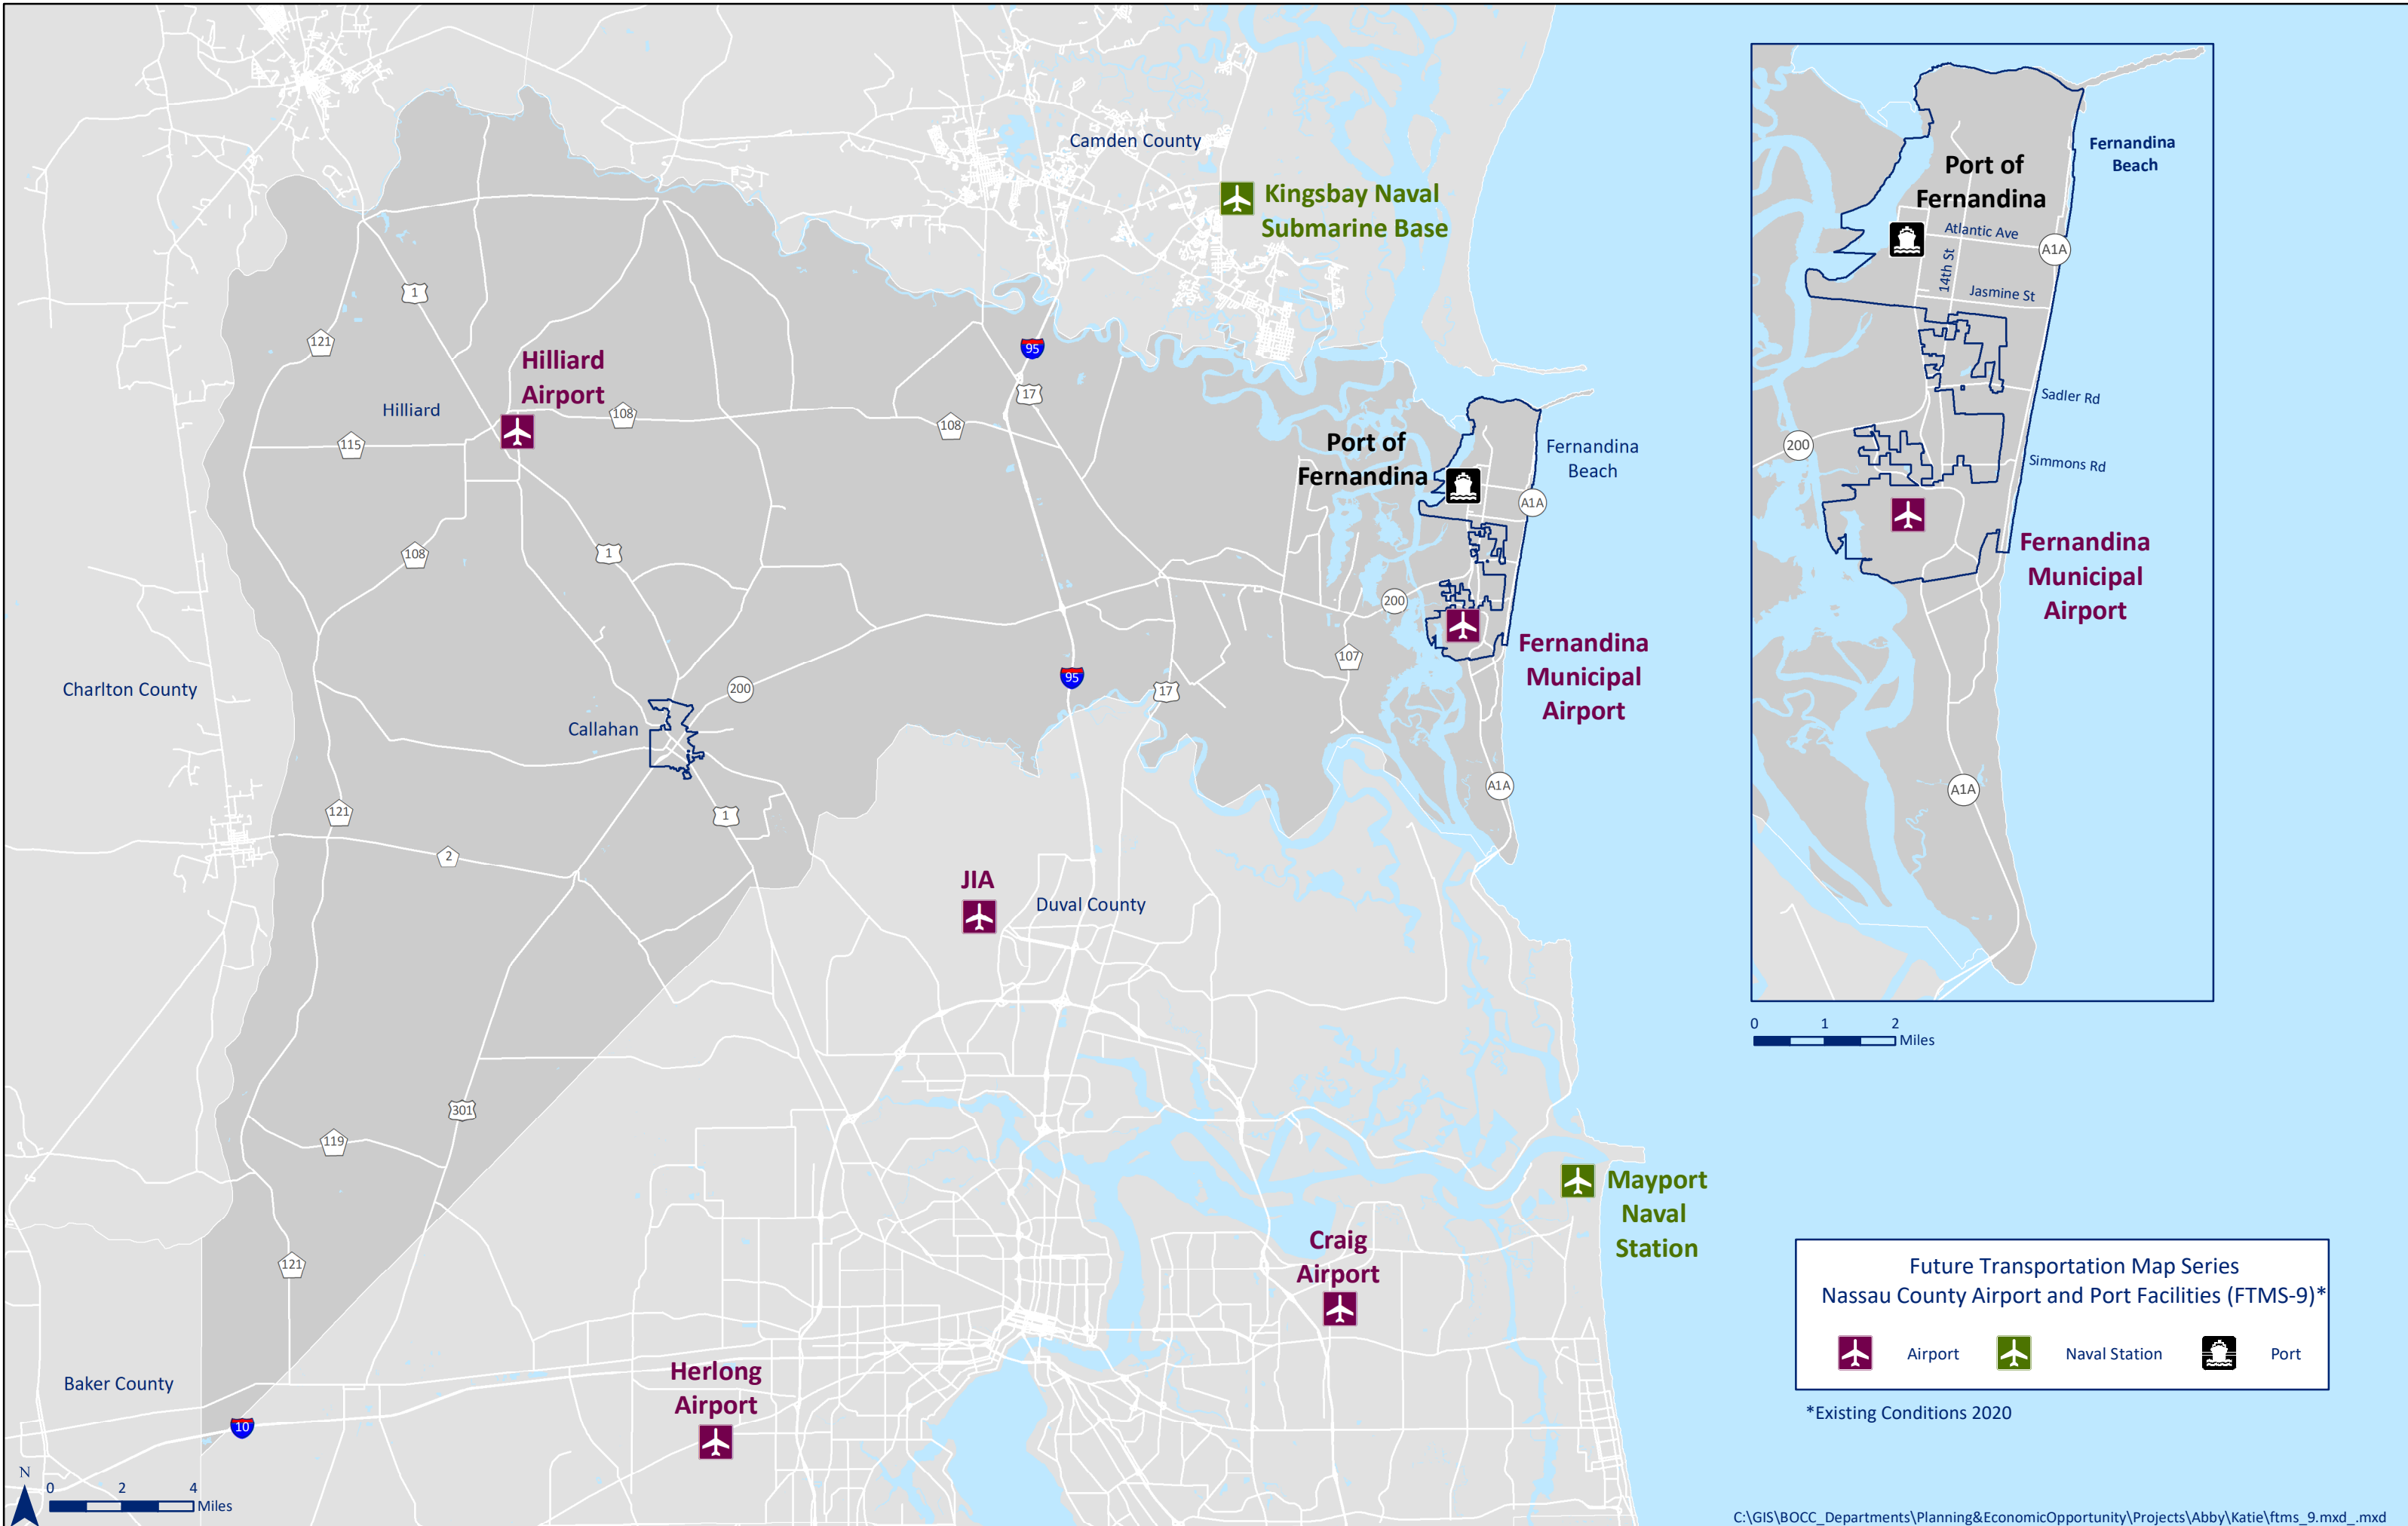 Camden County
Kingsbay Naval
Submarine Base
1
121
Hilliard
Airport
95
17
Hilliard
108
108
115
Port of
Fernandina
Fernandina
Beach
A1A
108
1
200
107
Fernandina
Municipal
Airport
95
17
200
Charlton County
Callahan
A1A
121
1
2
JIA
Duval County
301
119
Mayport
Naval
Station
121
Craig
Airport
Herlong
Airport
Baker County
10
N
0 2 4
Miles
Fernandina
Beach
Port of
Fernandina
Atlantic Ave
A1A
14th St
Jasmine St
Sadler Rd
200
Simmons Rd
Fernandina
Municipal
Airport
A1A
0 1 2
Miles
Future Transportation Map Series
Nassau County Airport and Port Facilities (FTMS-9)*
Airport Naval Station Port
*Existing Conditions 2020
C:\GIS\BOCC_Departments\Planning&EconomicOpportunity\Projects\Abby\Katie\ftms_9.mxd_.mxd